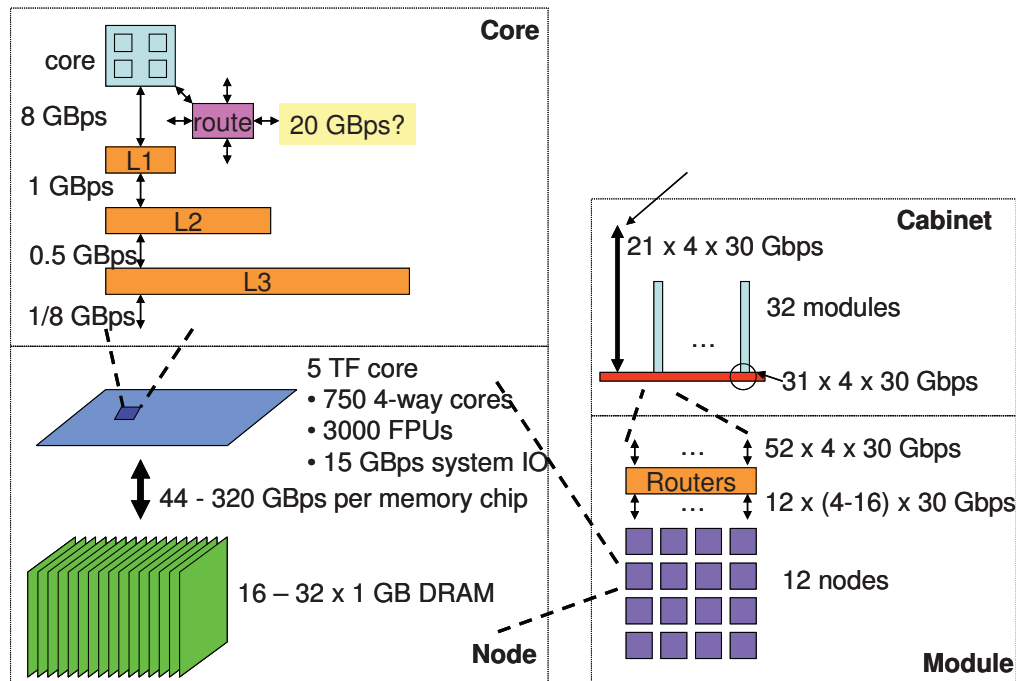 Core
core
8 GBps
route
20 GBps?
L1
1 GBps
L2
0.5 GBps
L3
1/8 GBps
5 TF core
• 750 4-way cores
• 3000 FPUs
• 15 GBps system IO
44 - 320 GBps per memory chip
16 – 32 x 1 GB DRAM
Node
Cabinet
21 x 4 x 30 Gbps
32 modules
...
31 x 4 x 30 Gbps
...
52 x 4 x 30 Gbps
Routers
...
12 x (4-16) x 30 Gbps
12 nodes
Module